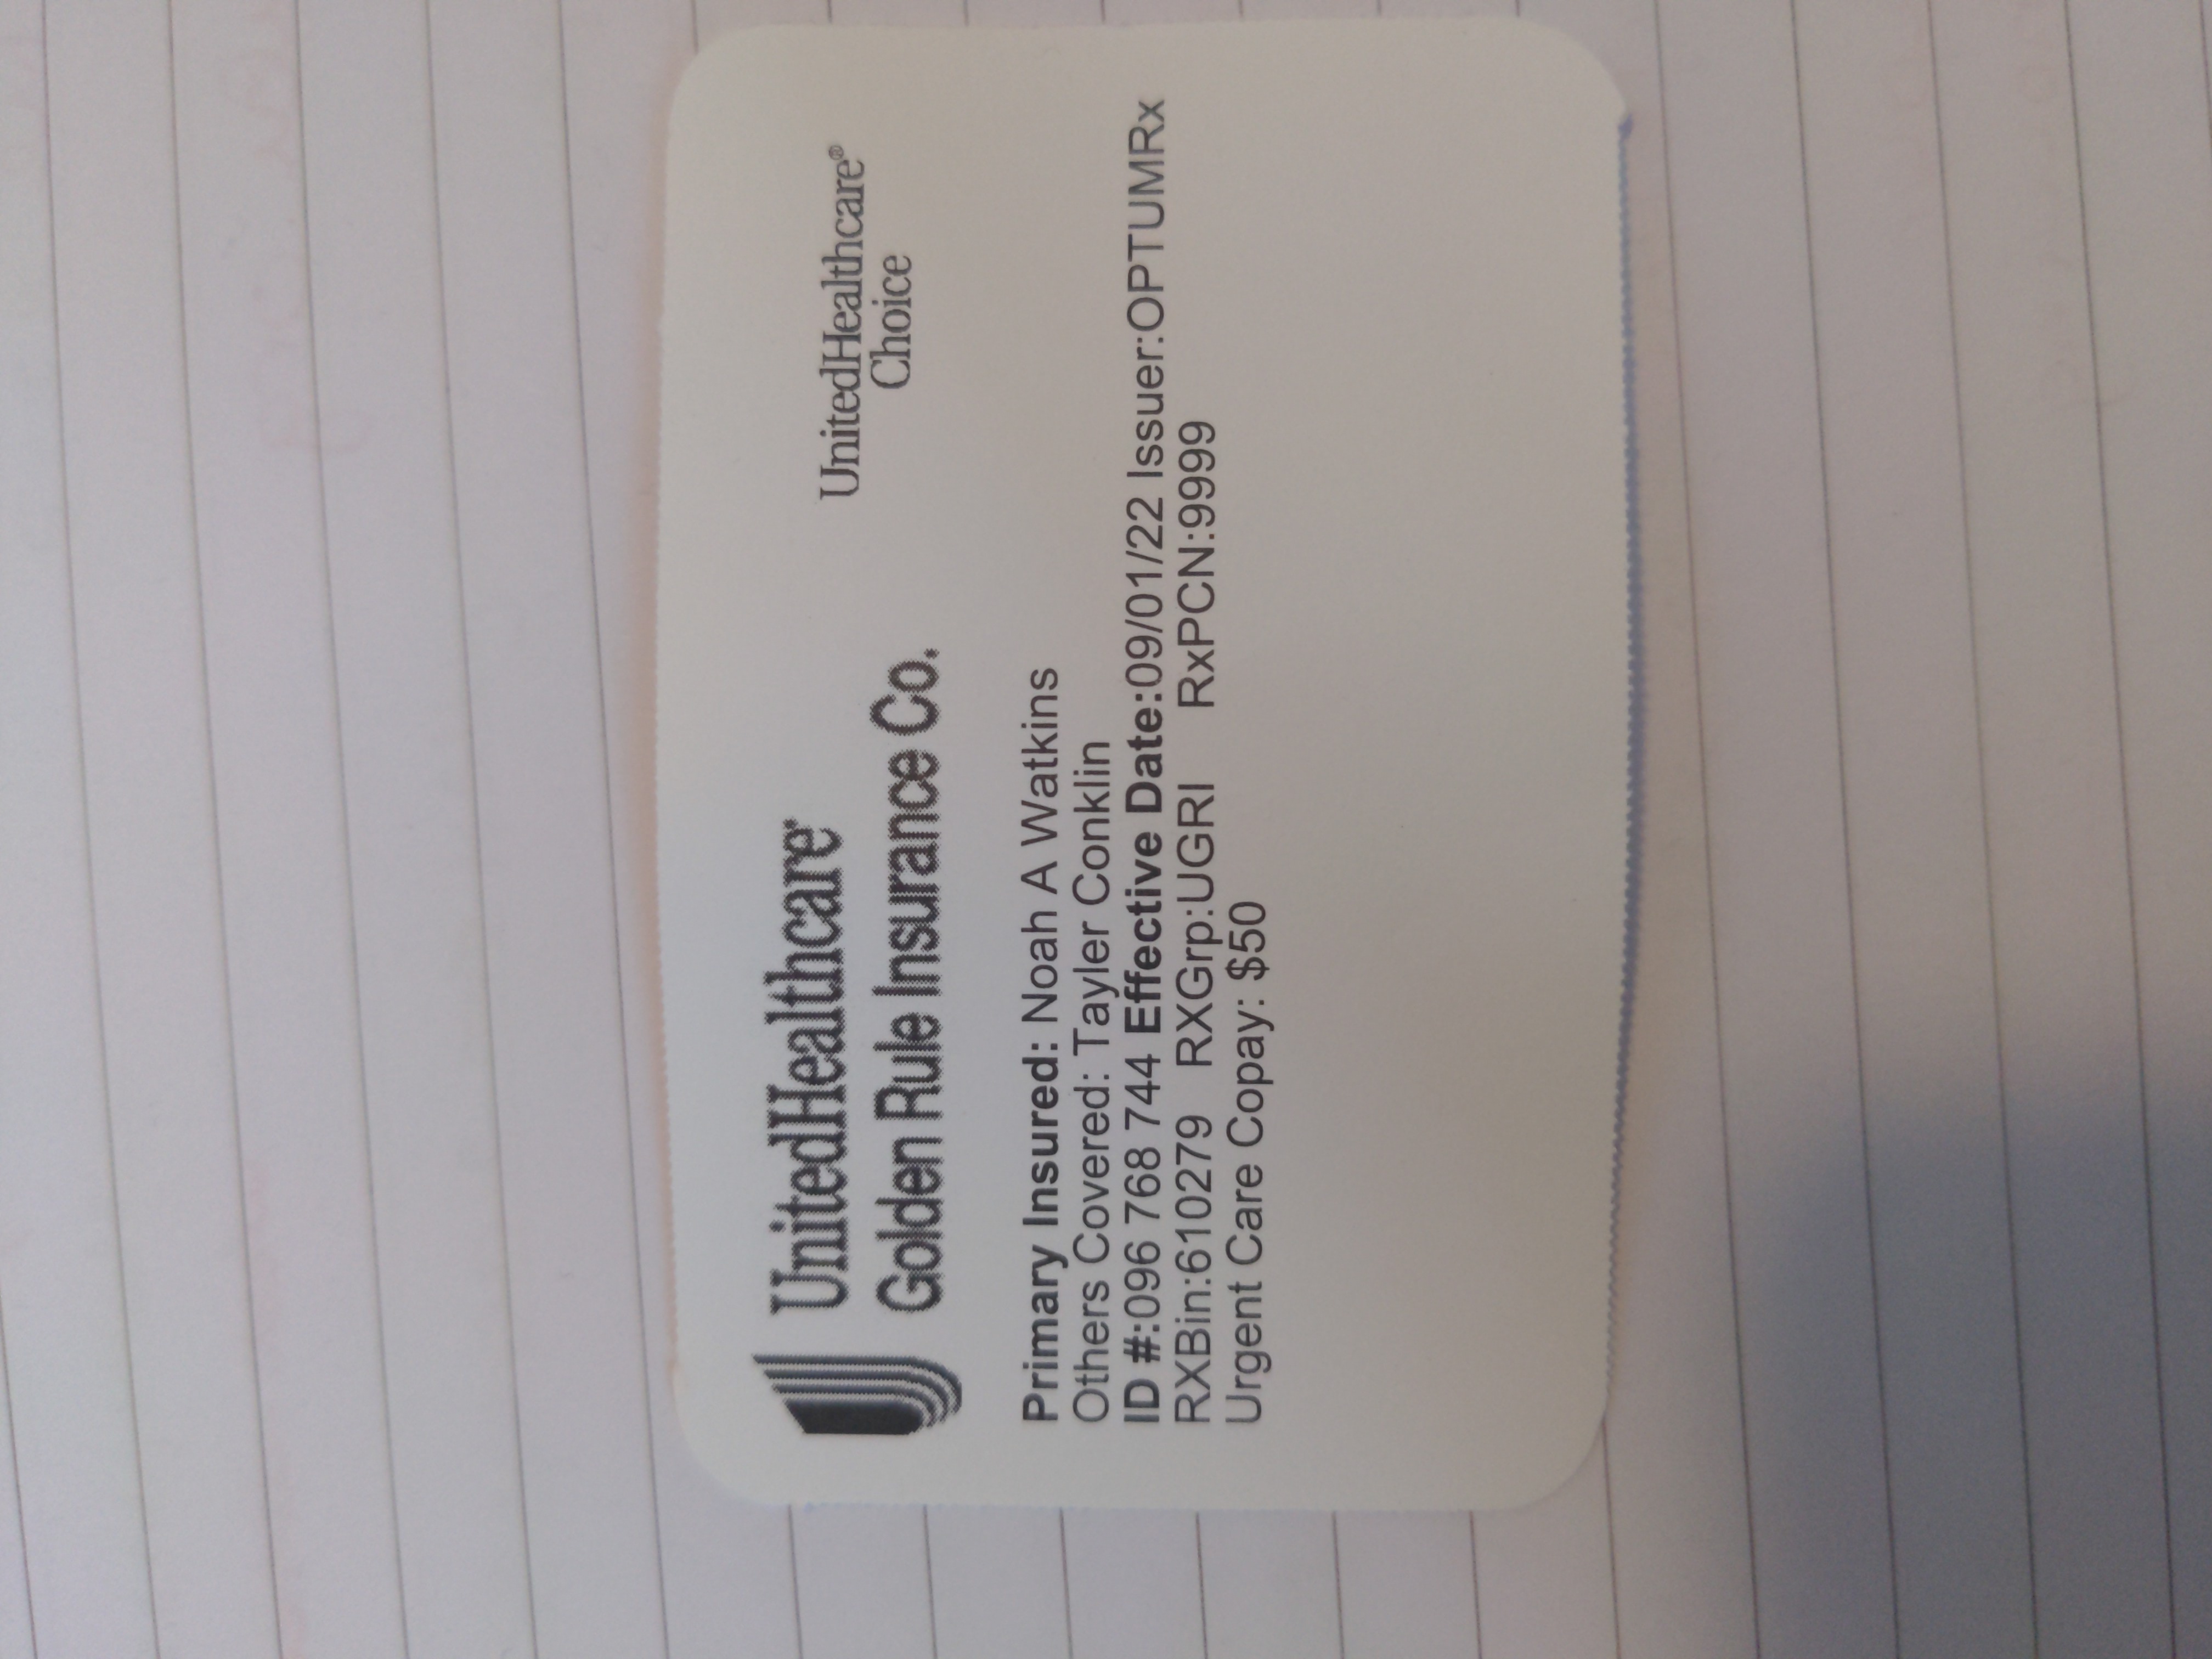 UnitedHealthcare®
Golden Rule Insurance Co.
UnitedHealthcare®
Choice
Primary Insured: Noah A Watkins
Others Covered: Tayler Conklin
ID #:096 768 744 Effective Date:09/01/22 Issuer:OPTUMRx
RXBin:610279 RXGrp:UGRI RxPCN:9999
Urgent Care Copay: $50